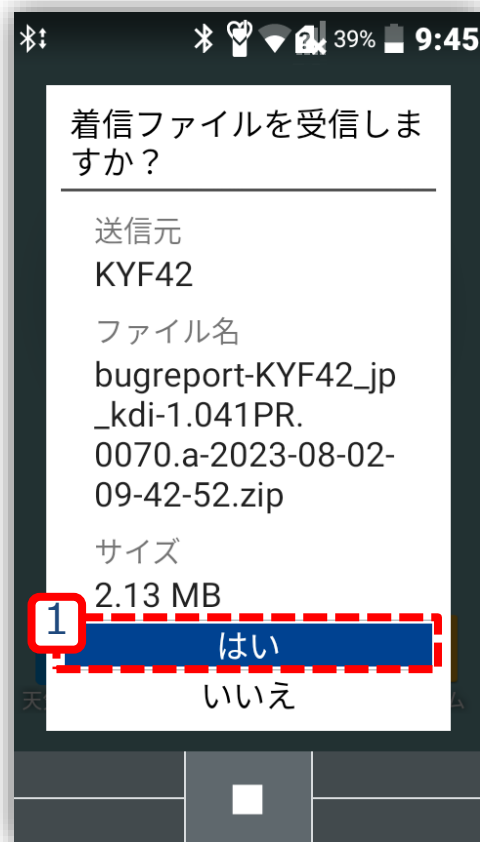 39% 9:45
着信ファイルを受信しま
すか？
送信元
KYF42
ファイル名
bugreport-KYF42_jp
_kdi-1.041PR.
0070.a-2023-08-02-
09-42-52.zip
サイズ
2.13 MB
1
はい
いいえ
天
ム